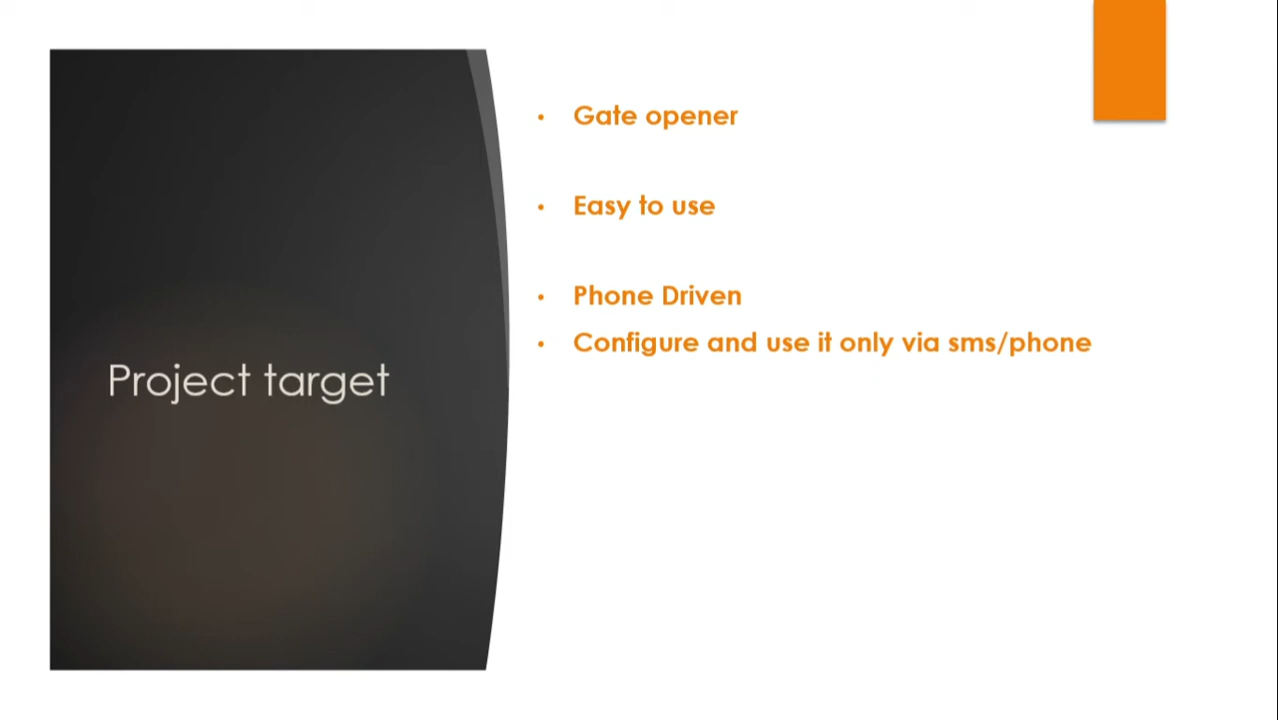 Project target
• Gate opener
• Easy to use
• Phone Driven
• Configure and use it only via sms/phone